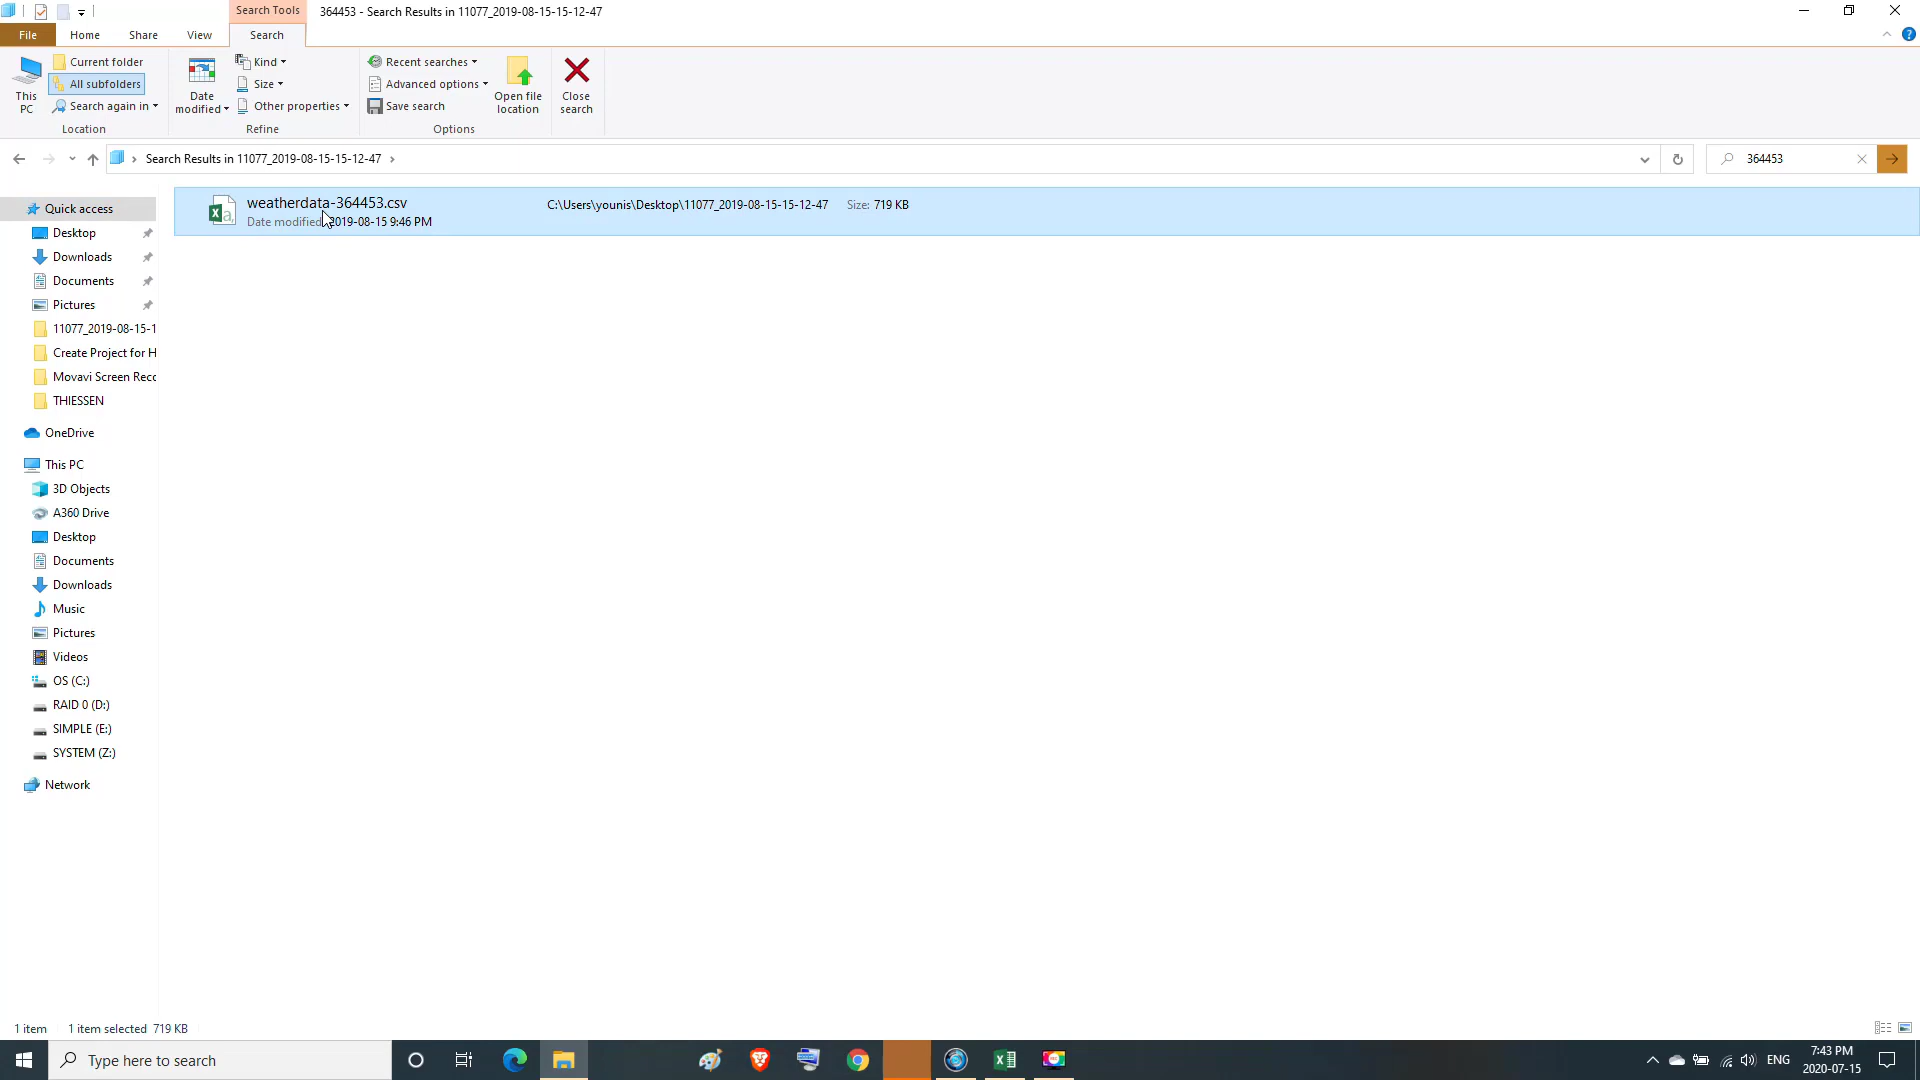 Search Tools
364453 - Search Results in 11077_2019-08-15-15-12-47
File
Home
Share
View
Search
This PC
Current folder
All subfolders
Search again in
Location
Date modified
Kind
Size
Other properties
Refine
Recent searches
Advanced options
Save search
Options
Open file location
Close search
Search Results in 11077_2019-08-15-15-12-47
364453
weatherdata-364453.csv
Date modified: 2019-08-15 9:46 PM
C:\Users\younis\Desktop\11077_2019-08-15-15-12-47
Size: 719 KB
Quick access
Desktop
Downloads
Documents
Pictures
11077_2019-08-15-1
Create Project for H
Movavi Screen Reco
THIESSEN
OneDrive
This PC
3D Objects
A360 Drive
Desktop
Documents
Downloads
Music
Pictures
Videos
OS (C:)
RAID 0 (D:)
SIMPLE (E:)
SYSTEM (Z:)
Network
1 item
1 item selected 719 KB
Type here to search
ENG
7:43 PM
2020-07-15